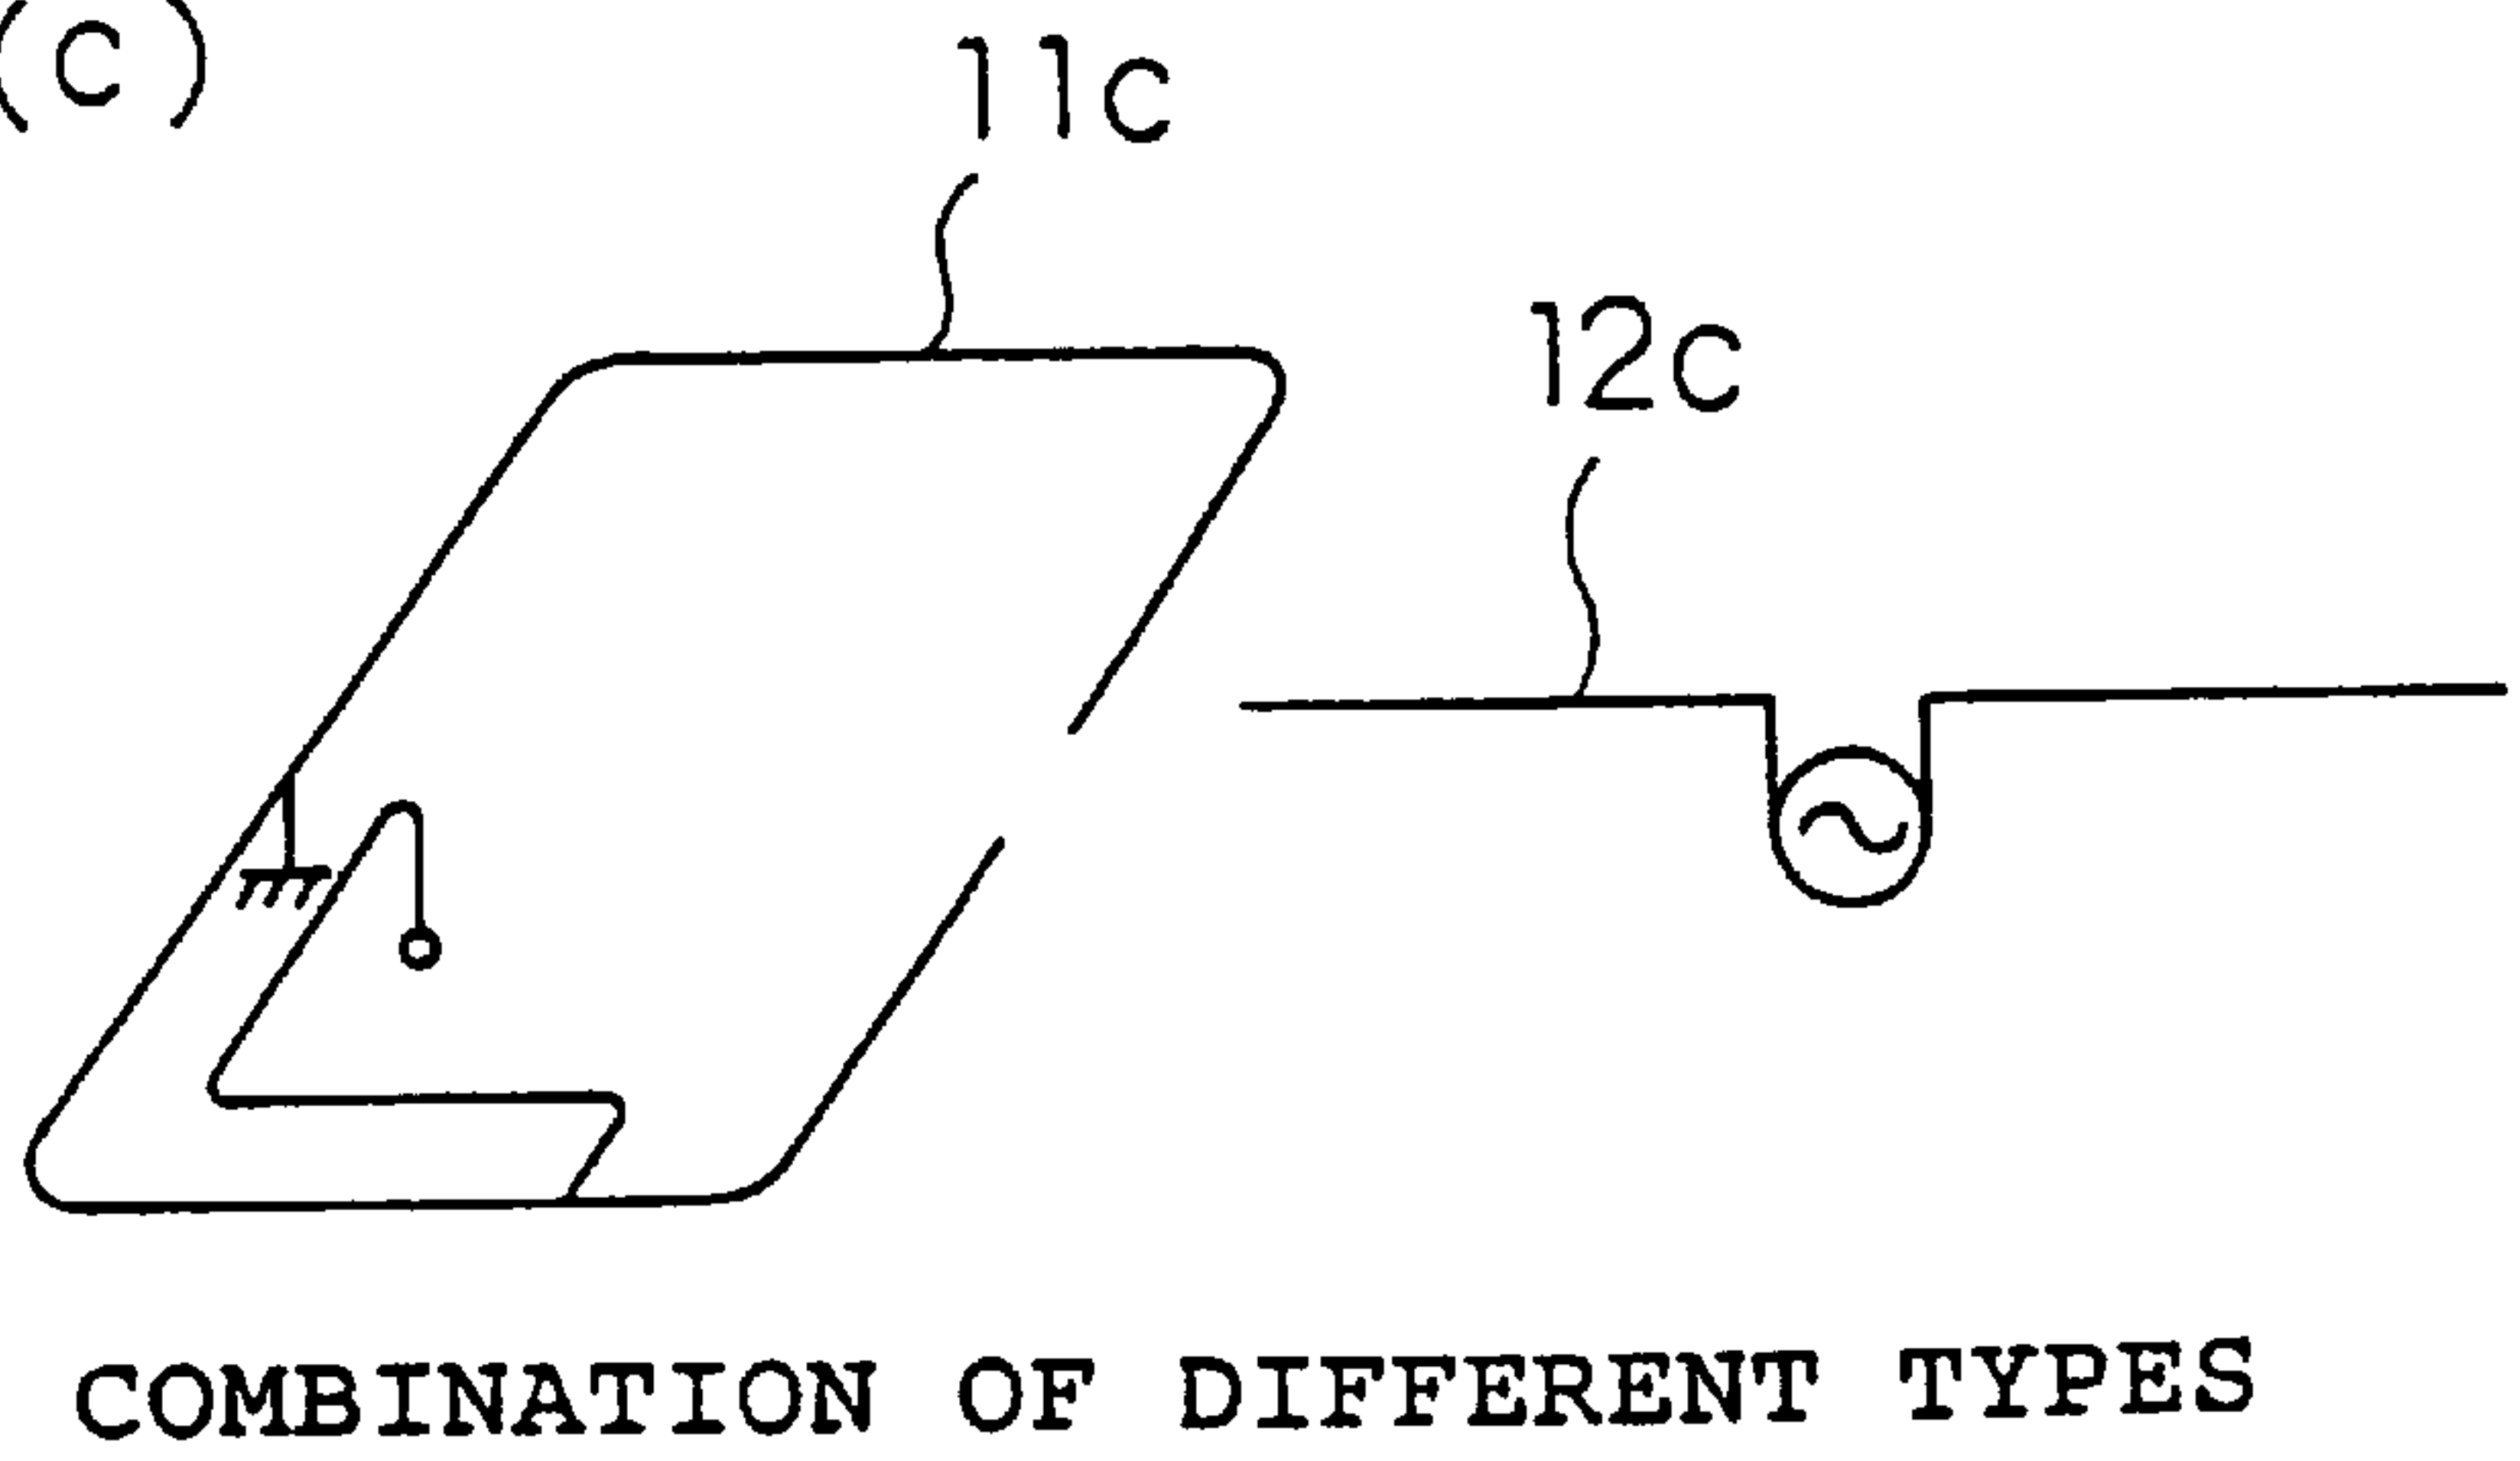 (c)
11c
12c
COMBINATION OF DIFFERENT TYPES